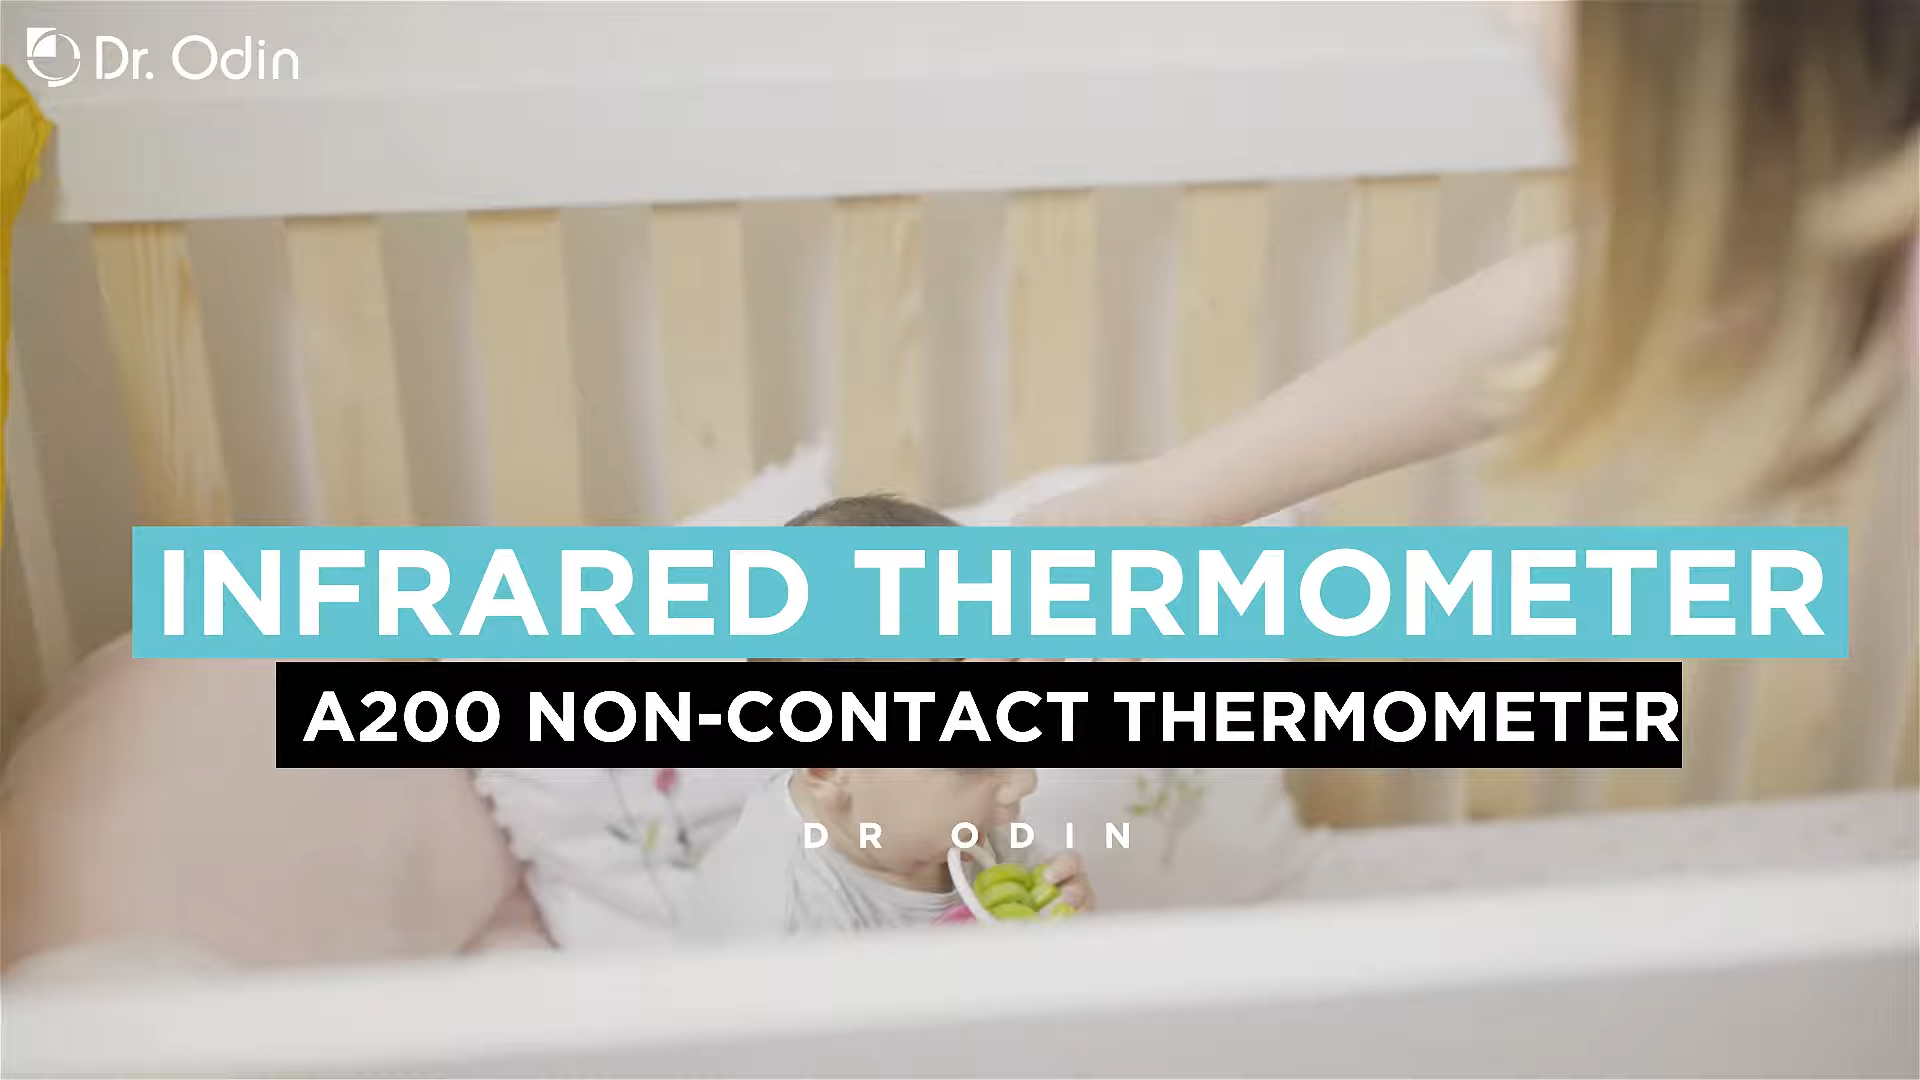 Dr. Odin
INFRARED THERMOMETER
A200 NON-CONTACT THERMOMETER
DR ODIN